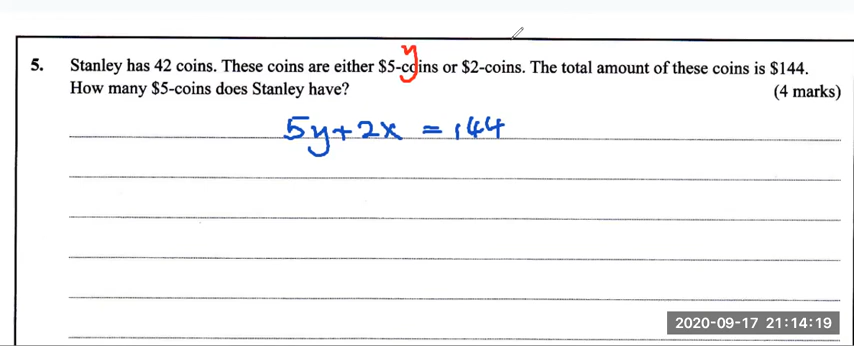 y
5. Stanley has 42 coins. These coins are either $5-coins or $2-coins. The total amount of these coins is $144.
How many $5-coins does Stanley have? (4 marks)
5y+2x = 144
2020-09-17 21:14:19